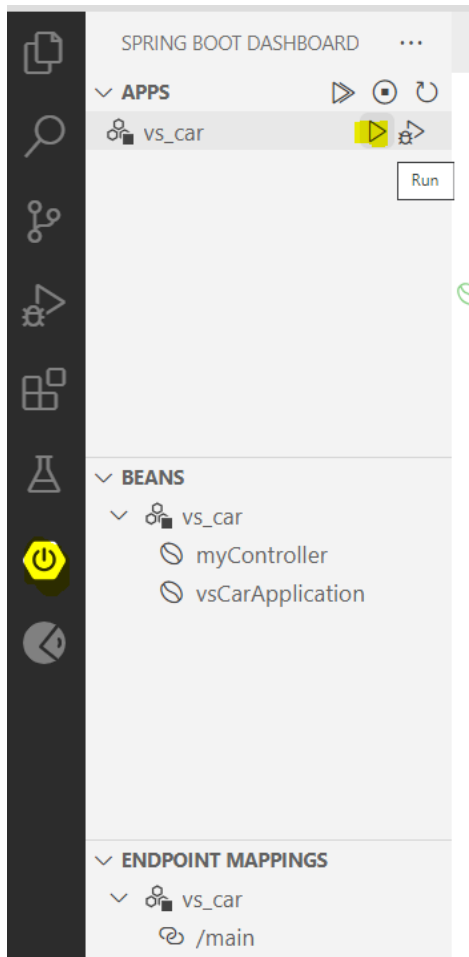 SPRING BOOT DASHBOARD
APPS
vs_car
Run
BEANS
vs_car
myController
vsCarApplication
ENDPOINT MAPPINGS
vs_car
/main